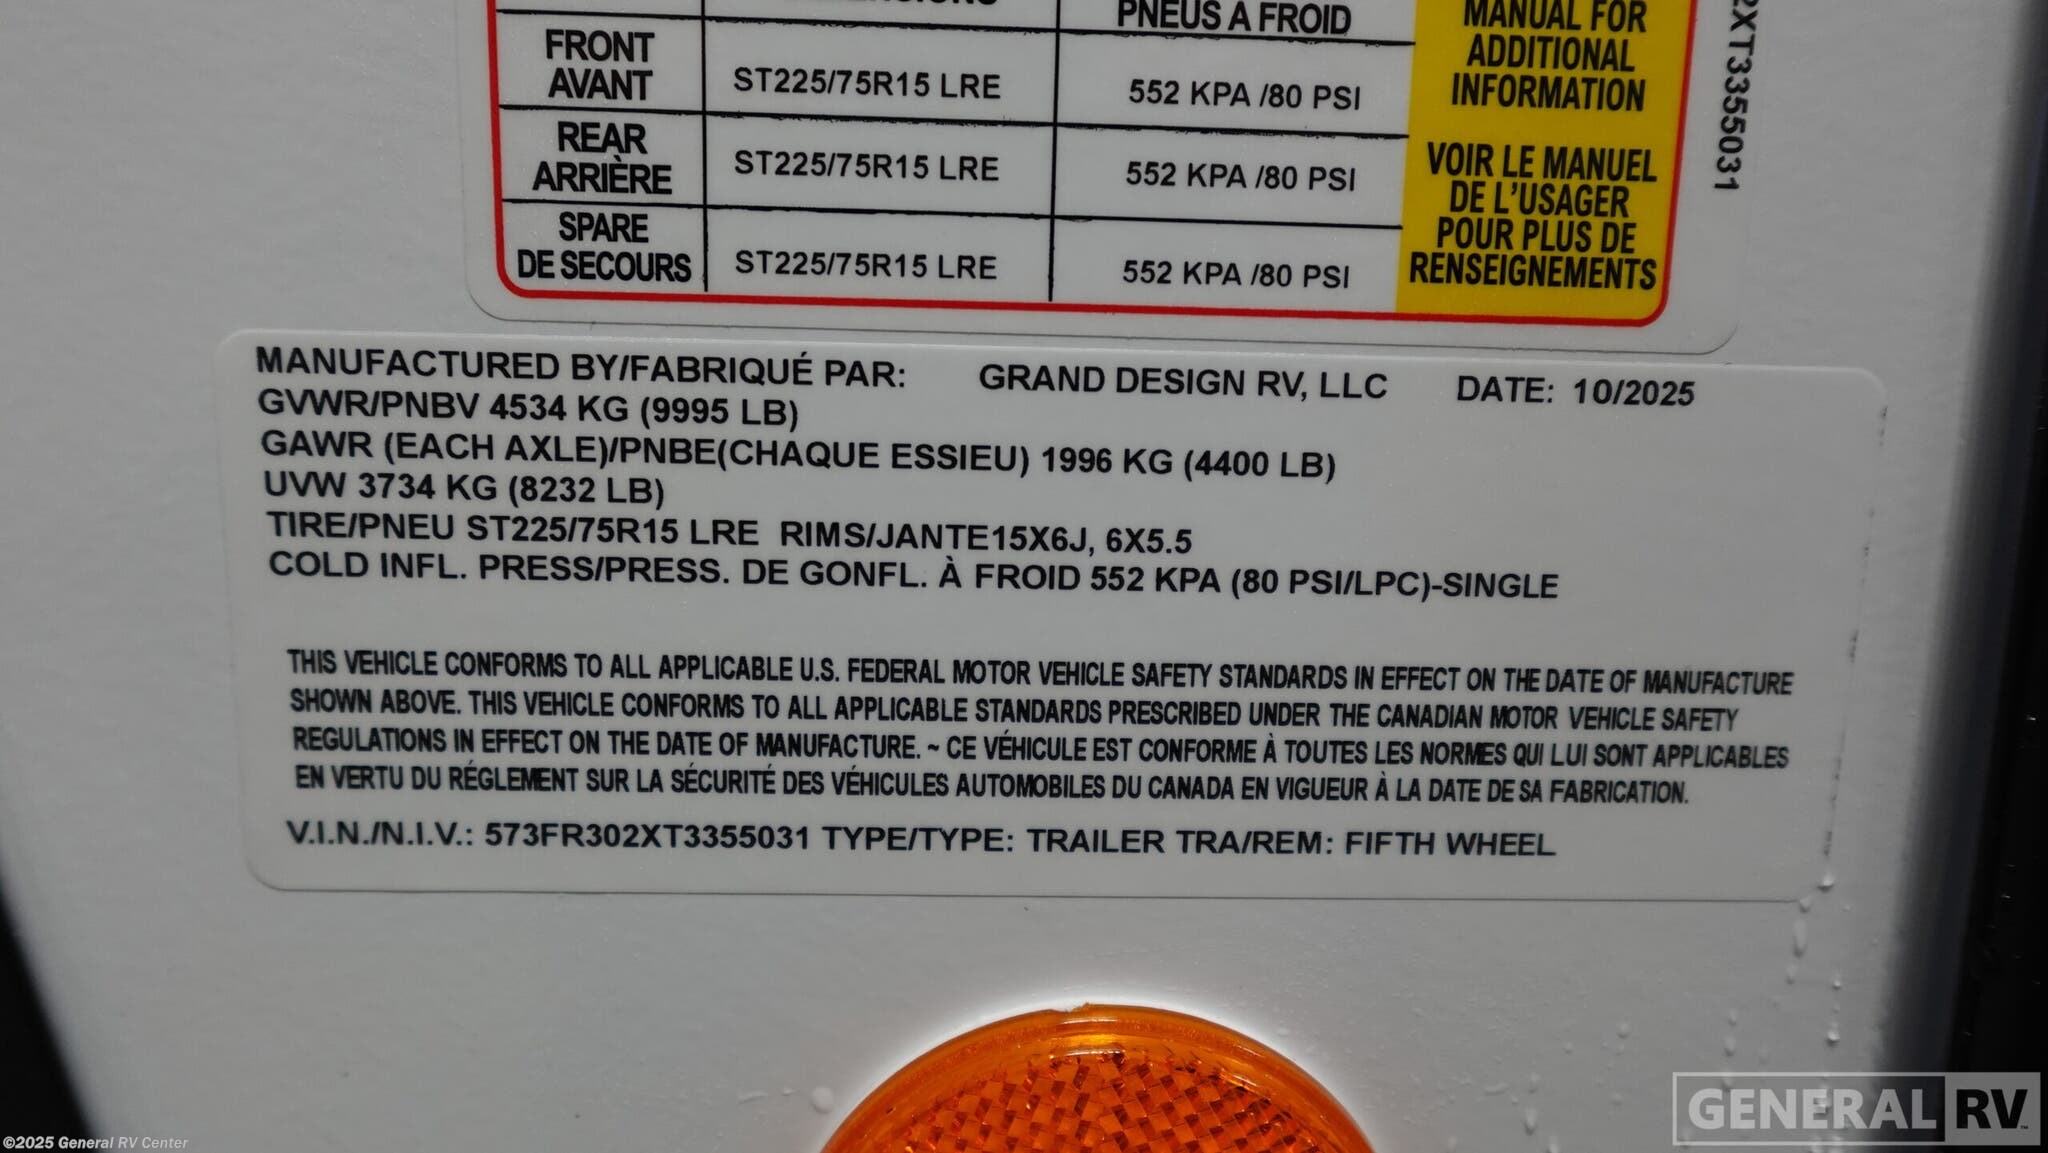 PNEUS A FROID
MANUAL FOR
ADDITIONAL
INFORMATION
FRONT
AVANT
ST225/75R15 LRE
552 KPA /80 PSI
REAR
ARRIÈRE
ST225/75R15 LRE
552 KPA /80 PSI
SPARE
DE SECOURS
ST225/75R15 LRE
552 KPA /80 PSI
VOIR LE MANUEL
DE L'USAGER
POUR PLUS DE
RENSEIGNEMENTS
2XT3355031
MANUFACTURED BY/FABRIQUÉ PAR: GRAND DESIGN RV, LLC DATE: 10/2025
GVWR/PNBV 4534 KG (9995 LB)
GAWR (EACH AXLE)/PNBE(CHAQUE ESSIEU) 1996 KG (4400 LB)
UVW 3734 KG (8232 LB)
TIRE/PNEU ST225/75R15 LRE RIMS/JANTE15X6J, 6X5.5
COLD INFL. PRESS/PRESS. DE GONFL. À FROID 552 KPA (80 PSI/LPC)-SINGLE
THIS VEHICLE CONFORMS TO ALL APPLICABLE U.S. FEDERAL MOTOR VEHICLE SAFETY STANDARDS IN EFFECT ON THE DATE OF MANUFACTURE
SHOWN ABOVE. THIS VEHICLE CONFORMS TO ALL APPLICABLE STANDARDS PRESCRIBED UNDER THE CANADIAN MOTOR VEHICLE SAFETY
REGULATIONS IN EFFECT ON THE DATE OF MANUFACTURE. ~ CE VÉHICULE EST CONFORME À TOUTES LES NORMES QUI LUI SONT APPLICABLES
EN VERTU DU RÉGLEMENT SUR LA SÉCURITÉ DES VÉHICULES AUTOMOBILES DU CANADA EN VIGUEUR À LA DATE DE SA FABRICATION.
V.I.N./N.I.V.: 573FR302XT3355031 TYPE/TYPE: TRAILER TRA/REM: FIFTH WHEEL
GENERAL RV
©2025 General RV Center